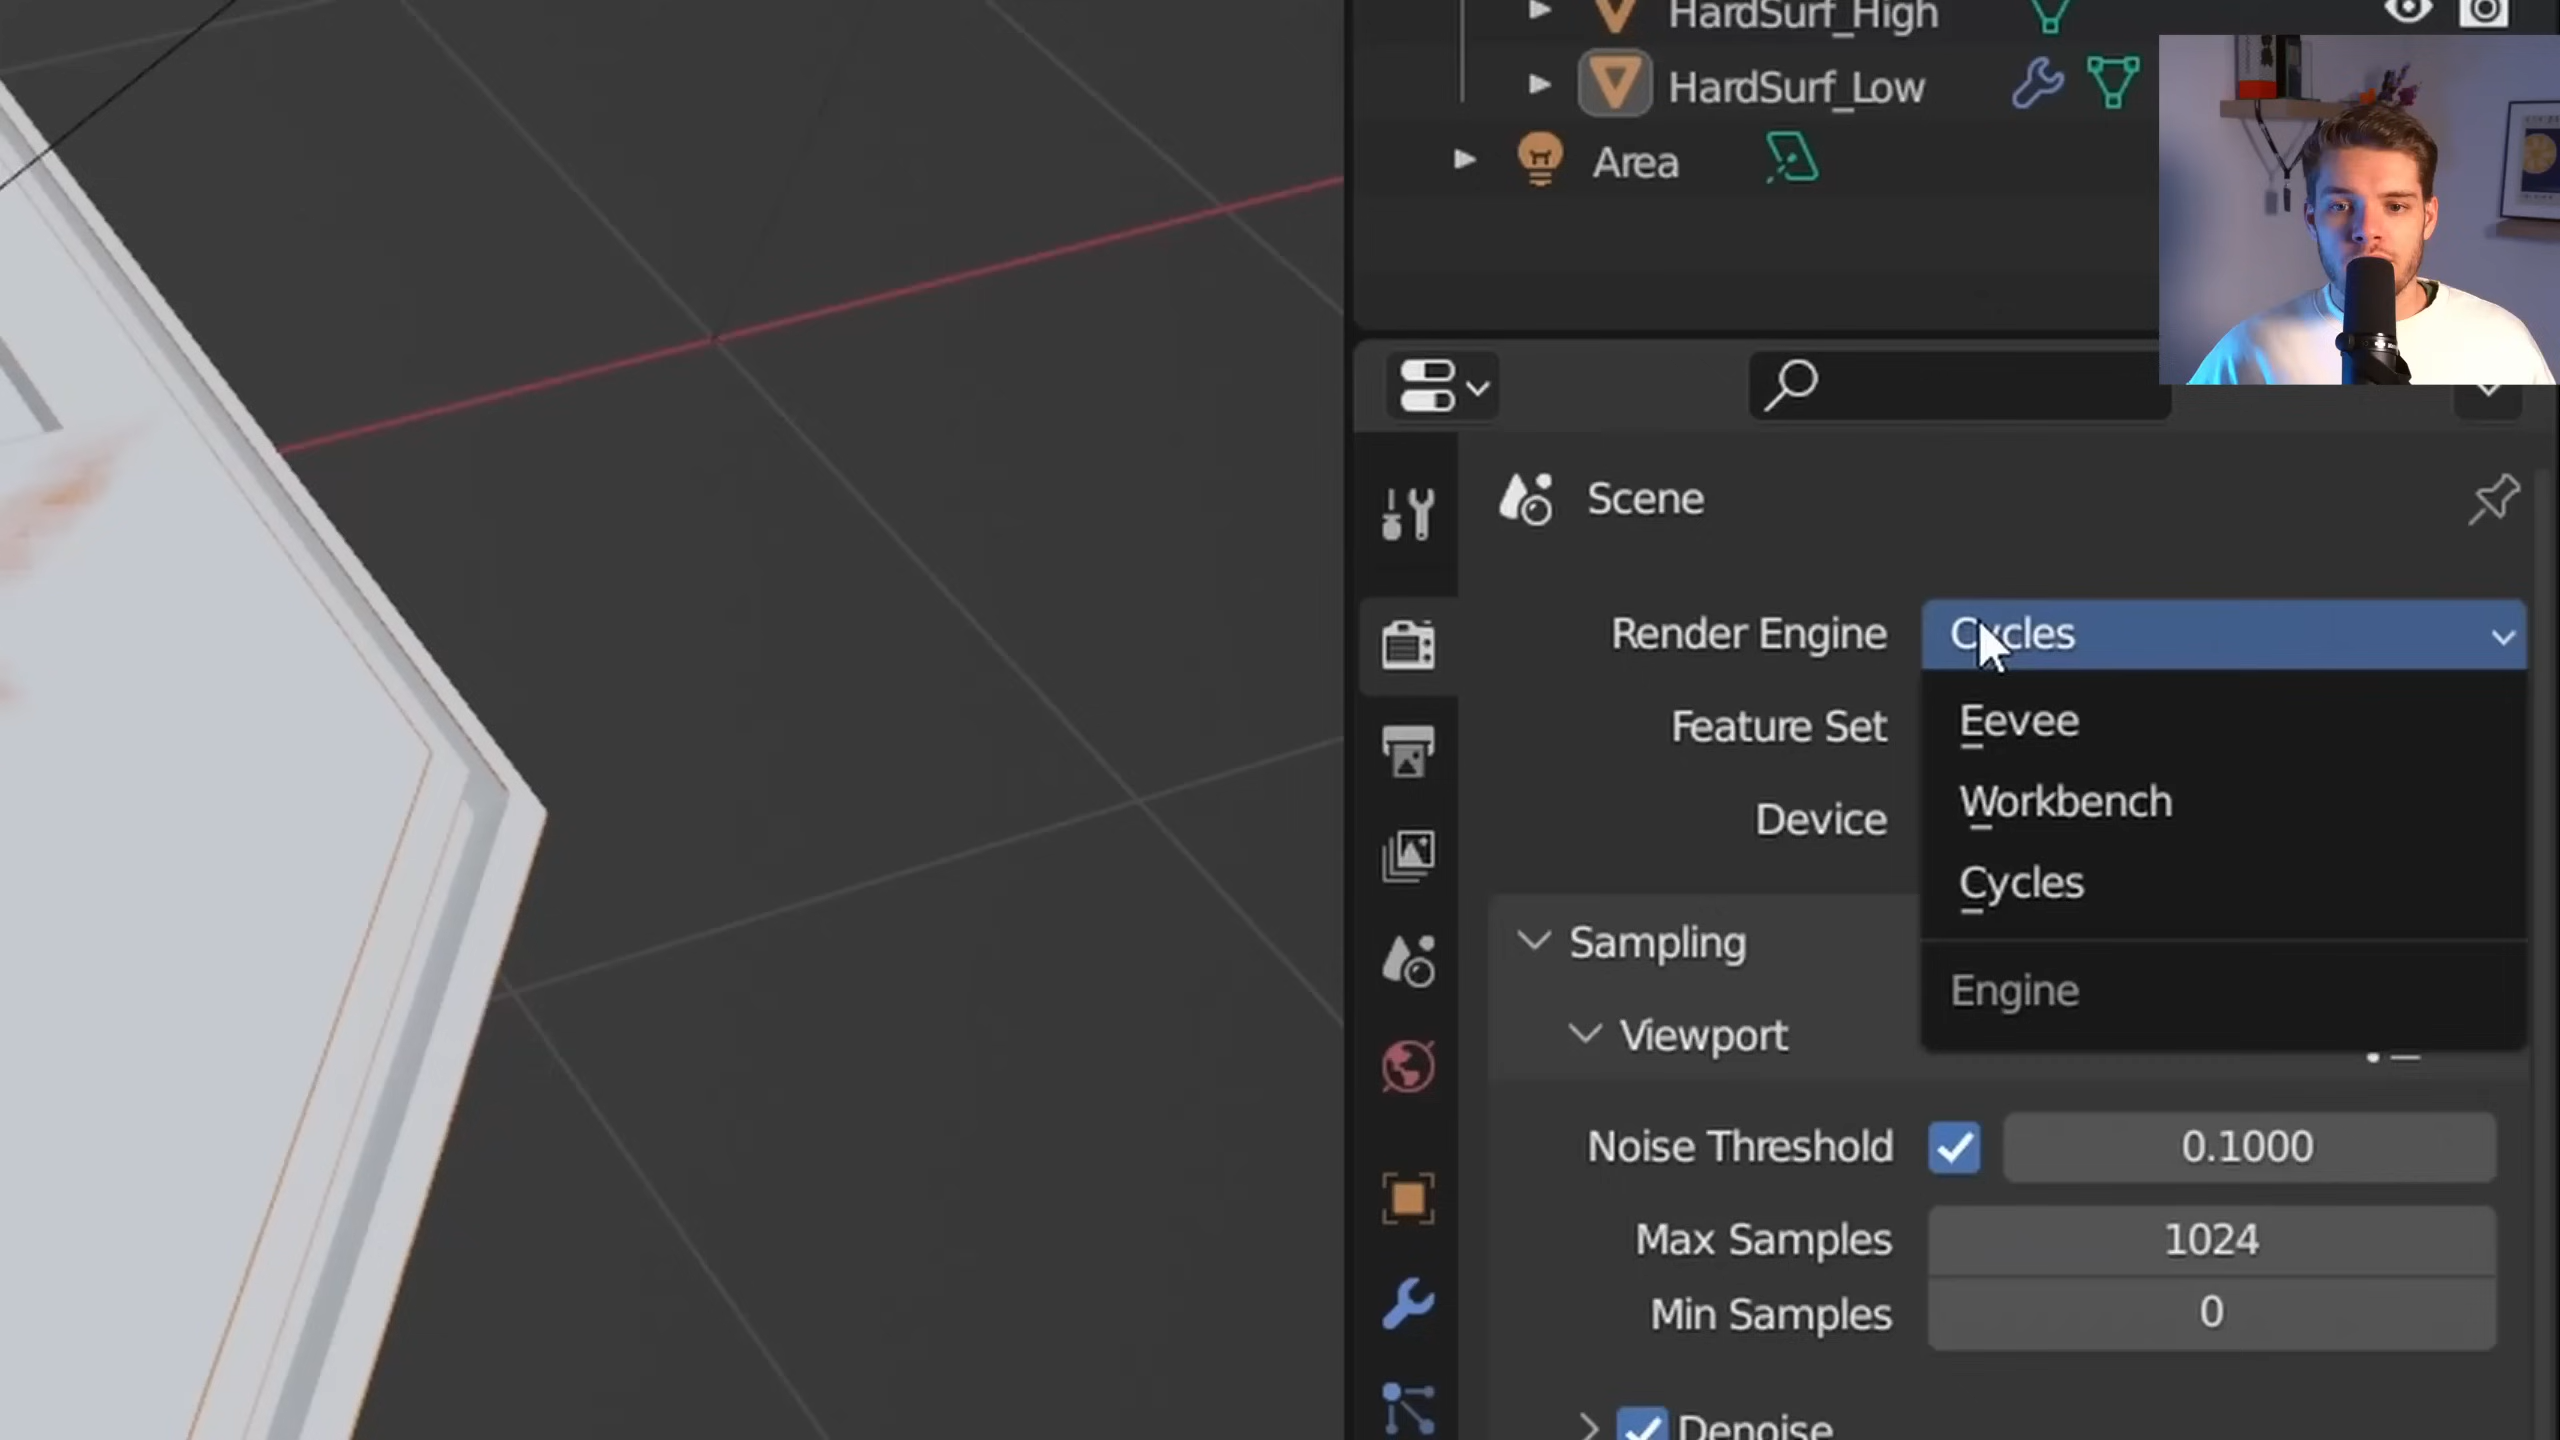 HardSurf_High
HardSurf_Low
Area
Scene
Render Engine
Cycles
Feature Set
Eevee
Workbench
Device
Cycles
Sampling
Engine
Viewport
Noise Threshold
0.1000
Max Samples
1024
Min Samples
0
Denoise